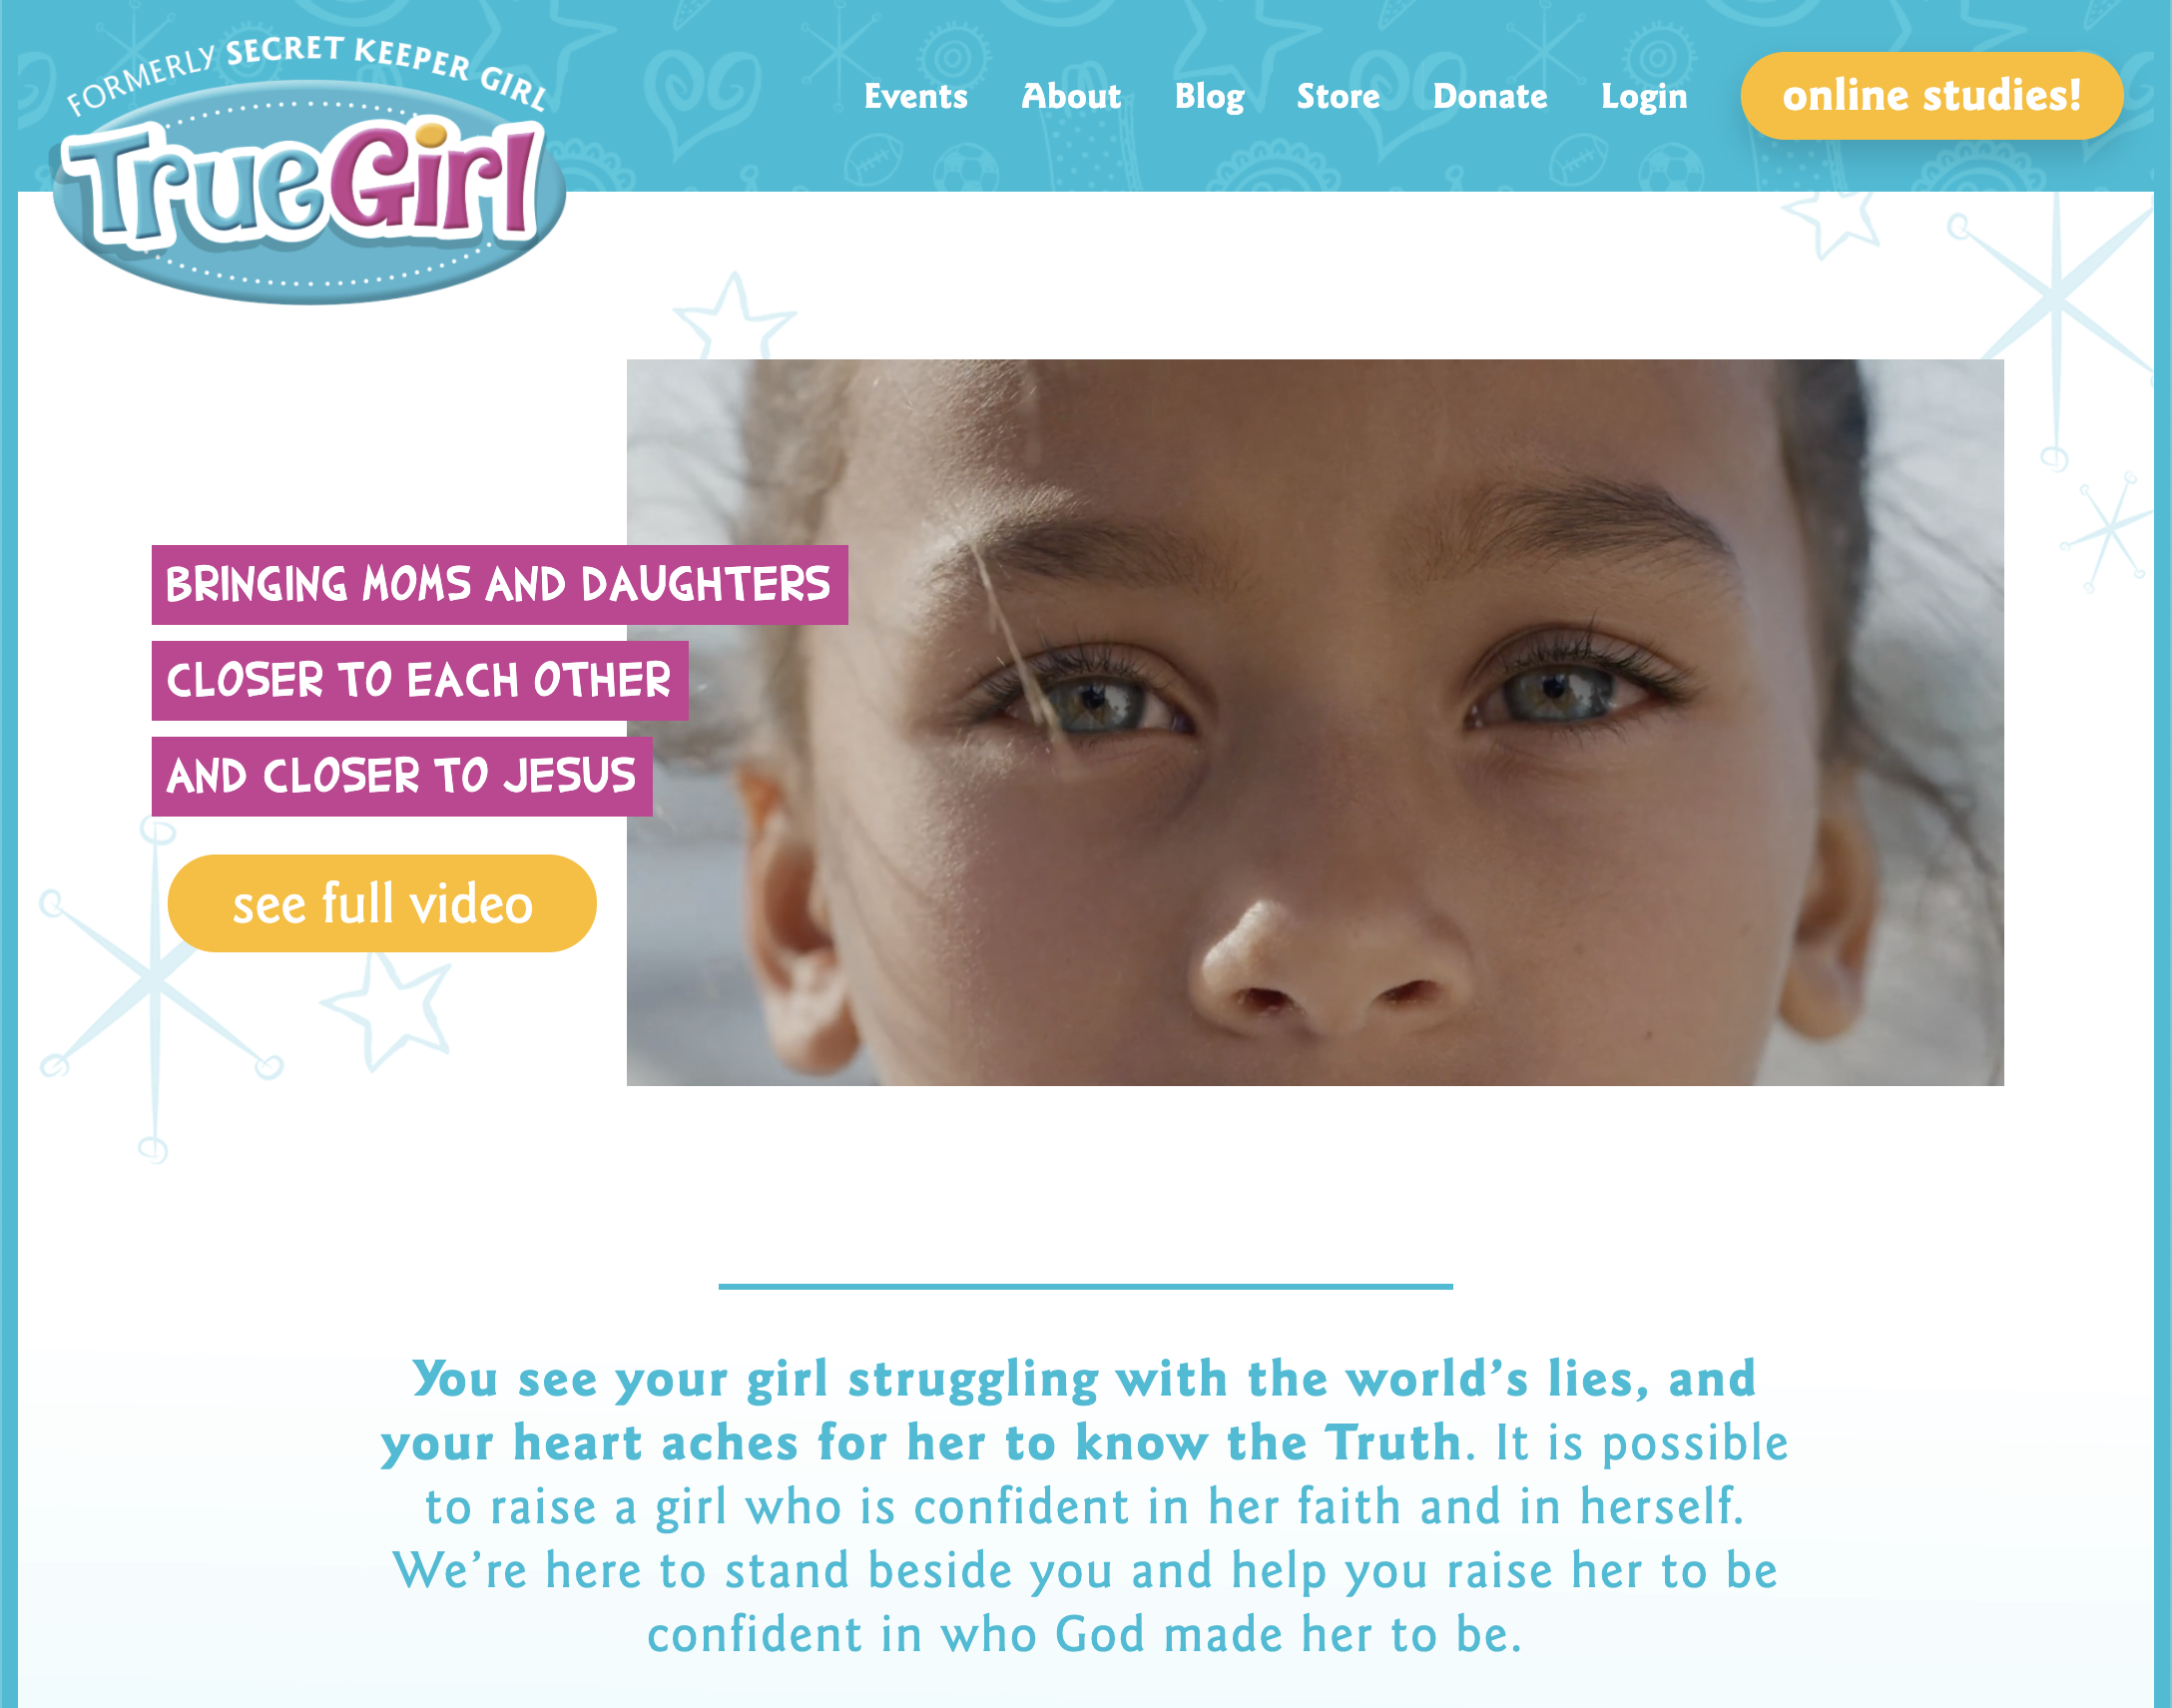 FORMERLY SECRET KEEPER GIRL
TrueGirl
Events About Blog Store Donate Login online studies!
BRINGING MOMS AND DAUGHTERS
CLOSER TO EACH OTHER
AND CLOSER TO JESUS
see full video
You see your girl struggling with the world’s lies, and
your heart aches for her to know the Truth. It is possible
to raise a girl who is confident in her faith and in herself.
We’re here to stand beside you and help you raise her to be
confident in who God made her to be.